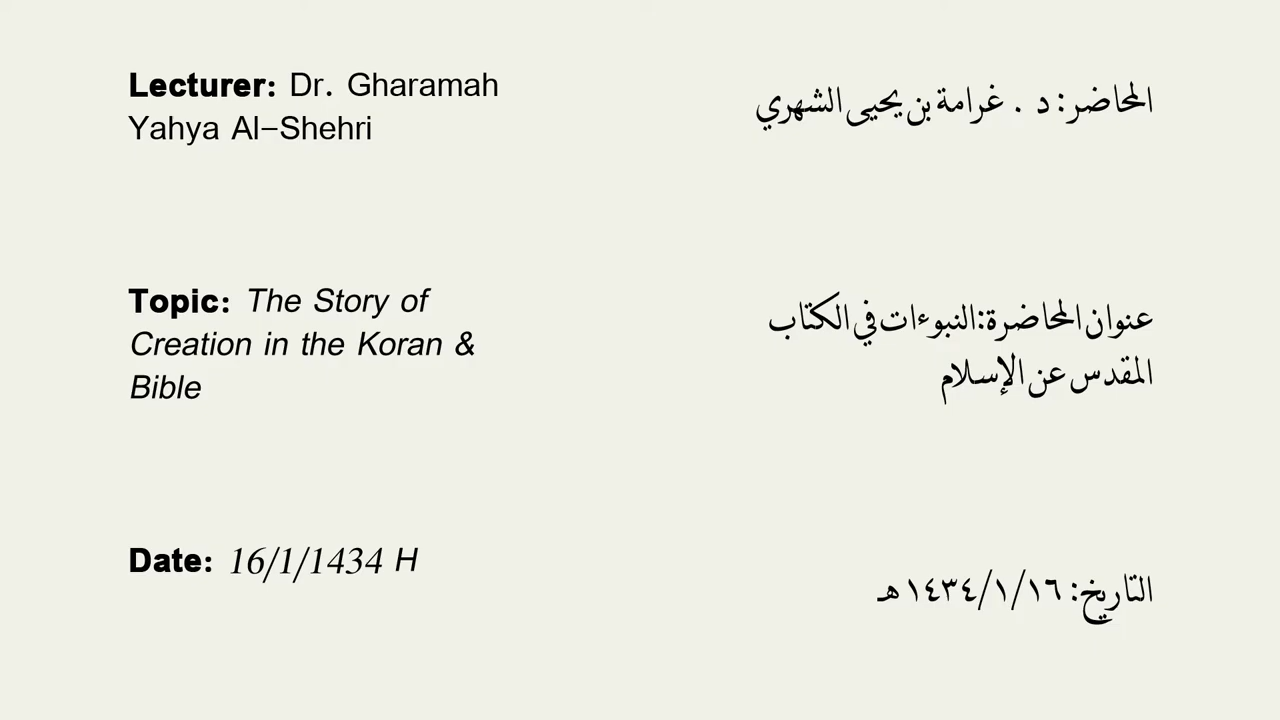 Lecturer: Dr. Gharamah
Yahya Al-Shehri
المحاضر: د . غرامة بن يحيى الشهري
Topic: The Story of
Creation in the Koran &
Bible
عنوان المحاضرة: النبوءات في الكتاب
المقدس عن الإسلام
Date: 16/1/1434 H
التاريخ: ١٤٣٤/١/١٦هـ